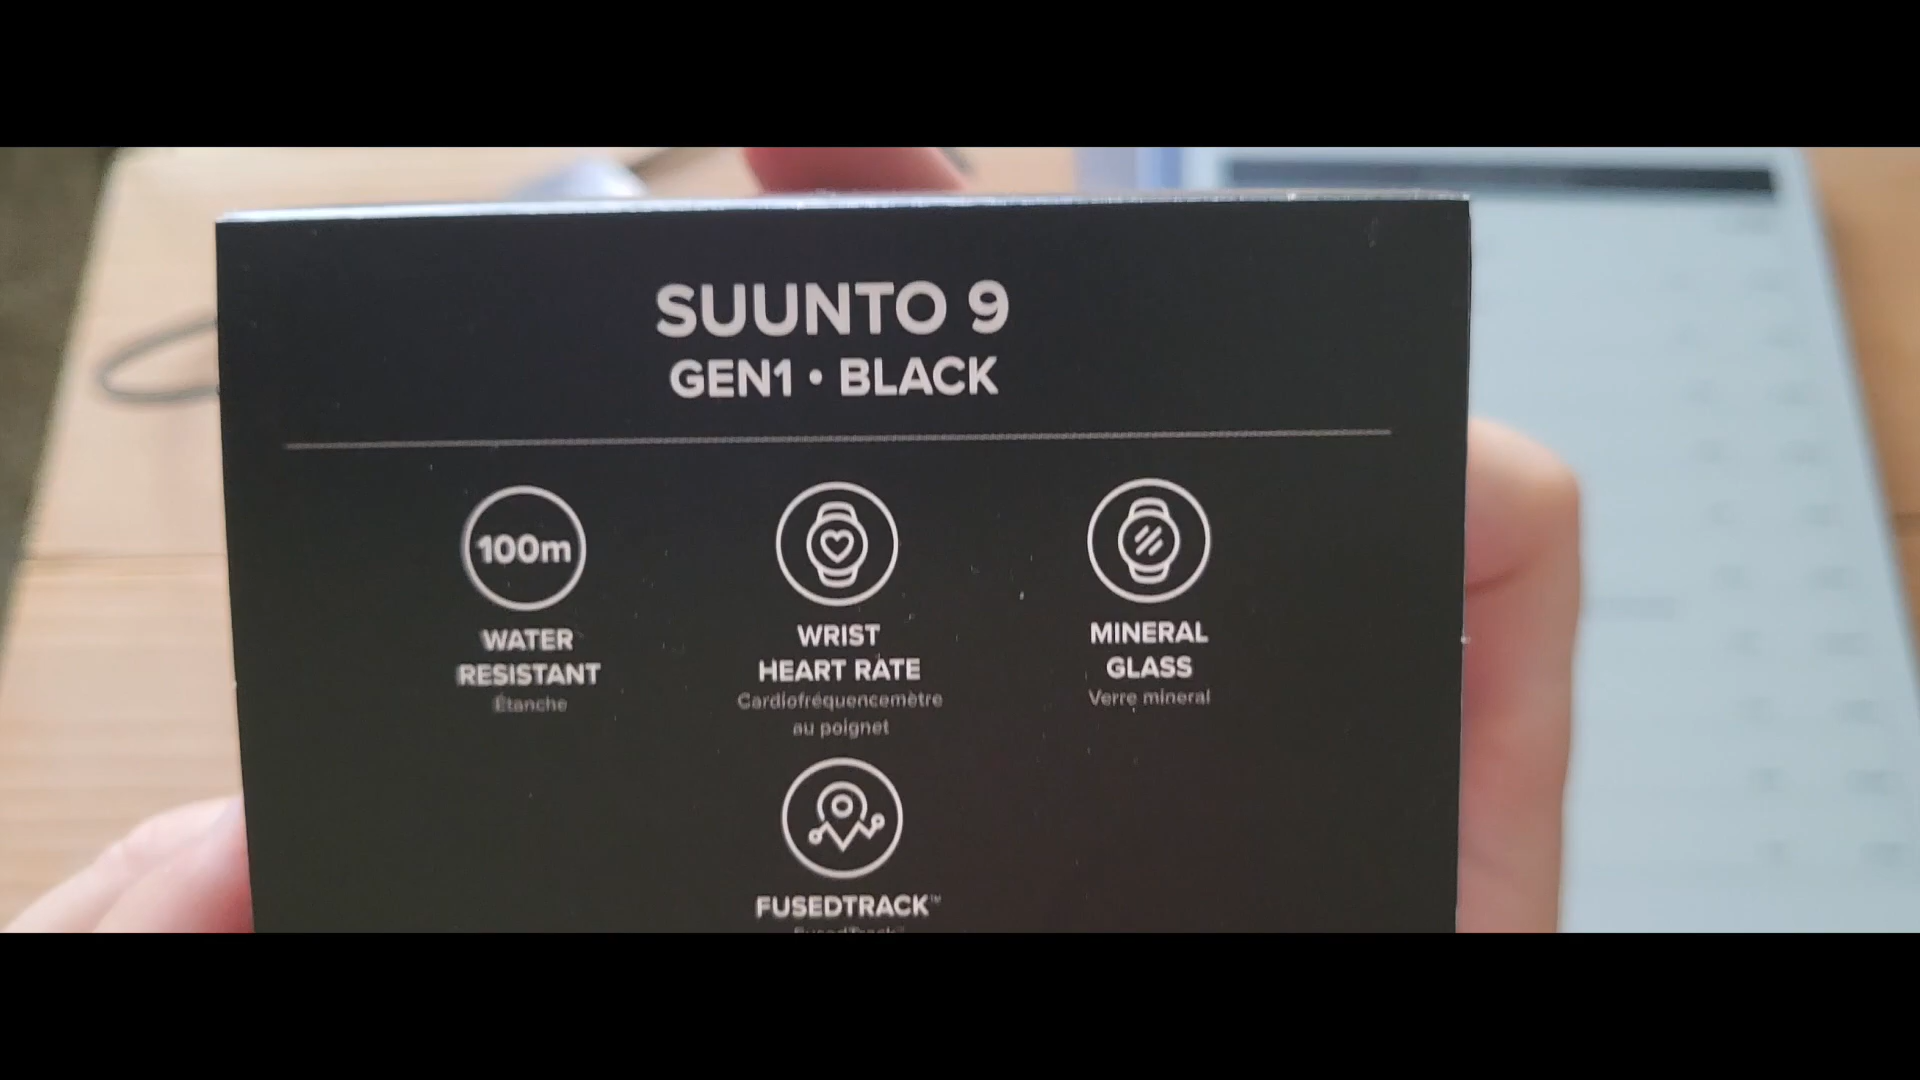 SUUNTO 9
GEN1 • BLACK
100m
WATER
RESISTANT
Étanche
WRIST
HEART RATE
Cardiofréquencemètre
au poignet
MINERAL
GLASS
Verre mineral
FUSEDTRACK™